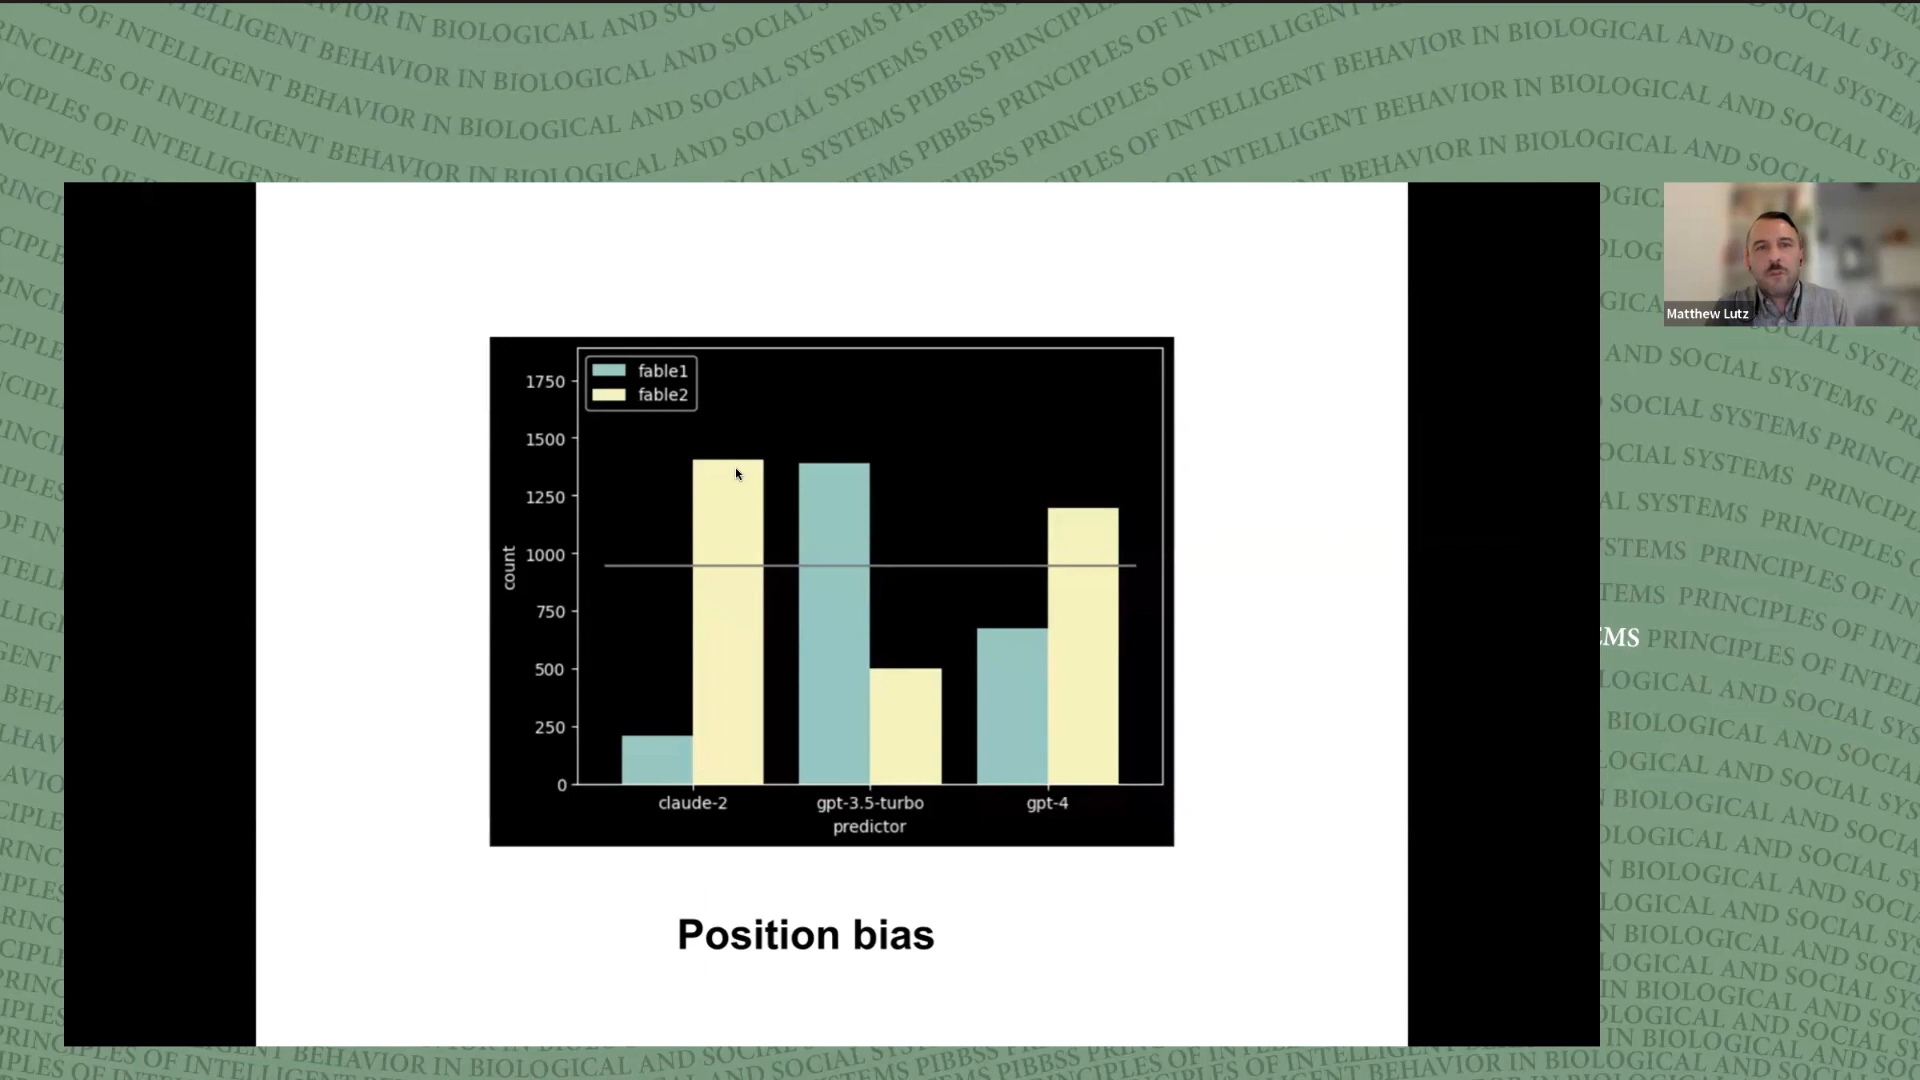 PRINCIPLES OF INTELLIGENT BEHAVIOR IN BIOLOGICAL AND SOCIAL SYSTEMS PIBBSS
Matthew Lutz
fable1
fable2
1750
1500
1250
1000
750
500
250
0
count
claude-2
gpt-3.5-turbo
gpt-4
predictor
EMS
Position bias